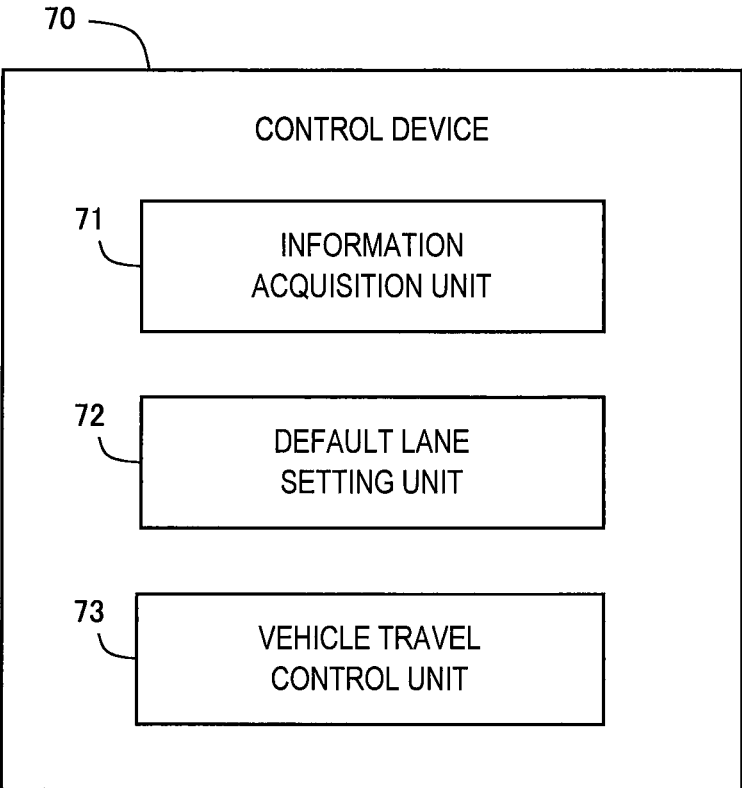 70
CONTROL DEVICE
71
INFORMATION
ACQUISITION UNIT
72
DEFAULT LANE
SETTING UNIT
73
VEHICLE TRAVEL
CONTROL UNIT